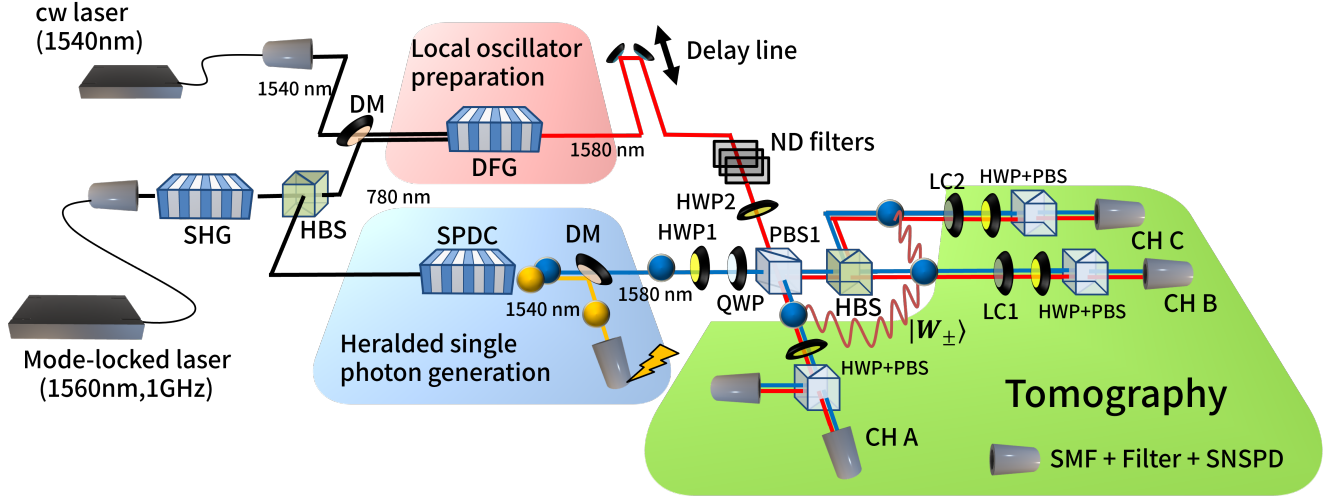 cw laser
(1540nm)
1540 nm
DM
Local oscillator
preparation
DFG
1580 nm
Delay line
ND filters
HWP2
SHG
HBS
780 nm
SPDC
DM
1540 nm
HWP1
1580 nm
QWP
PBS1
HBS
LC2
HWP+PBS
CH C
LC1
HWP+PBS
CH B
|W±⟩
HWP+PBS
CH A
Heralded single
photon generation
Mode-locked laser
(1560nm,1GHz)
Tomography
SMF + Filter + SNSPD